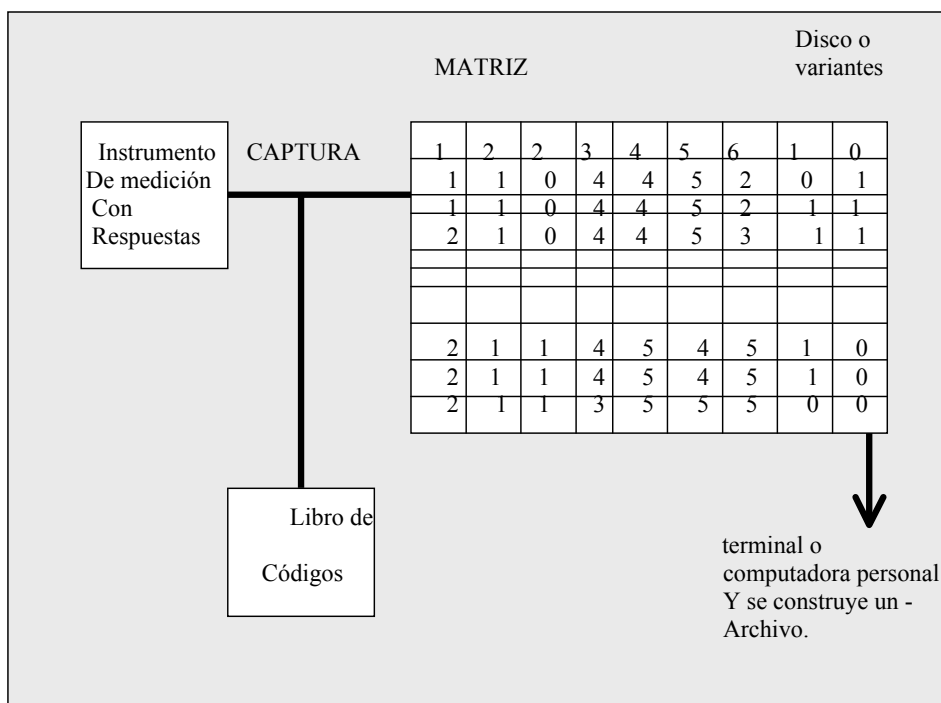 Disco o
variantes
MATRIZ
Instrumento
De medición
Con
Respuestas
CAPTURA
1 2 2 3 4 5 6 1 0
1 1 0 4 4 5 2 0 1
1 1 0 4 4 5 2 1 1
2 1 0 4 4 5 3 1 1
2 1 1 4 5 4 5 1 0
2 1 1 4 5 4 5 1 0
2 1 1 3 5 5 5 0 0
Libro de
Códigos
terminal o
computadora personal
Y se construye un -
Archivo.